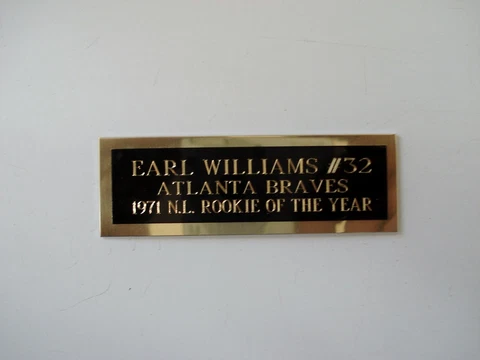 EARL WILLIAMS #32
ATLANTA BRAVES
1971 N.L. ROOKIE OF THE YEAR